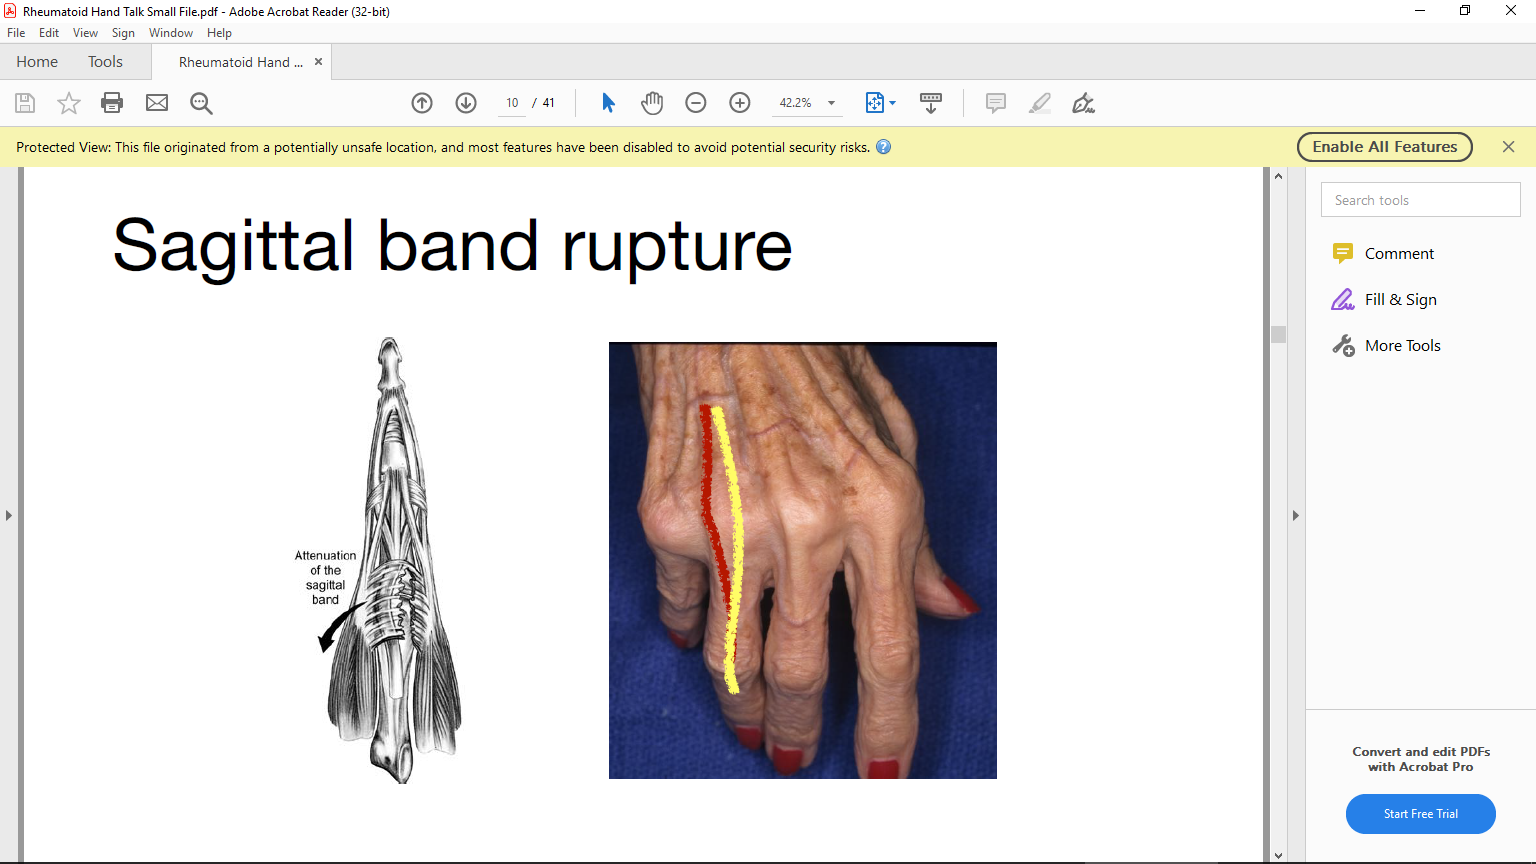 Rheumatoid Hand Talk Small File.pdf - Adobe Acrobat Reader (32-bit)
File Edit View Sign Window Help
Home Tools Rheumatoid Hand ...
10 / 41 42.2%
Protected View: This file originated from a potentially unsafe location, and most features have been disabled to avoid potential security risks. Enable All Features
Sagittal band rupture
Attenuation
of the
sagittal
band
Search tools
Comment
Fill & Sign
More Tools
Convert and edit PDFs
with Acrobat Pro
Start Free Trial